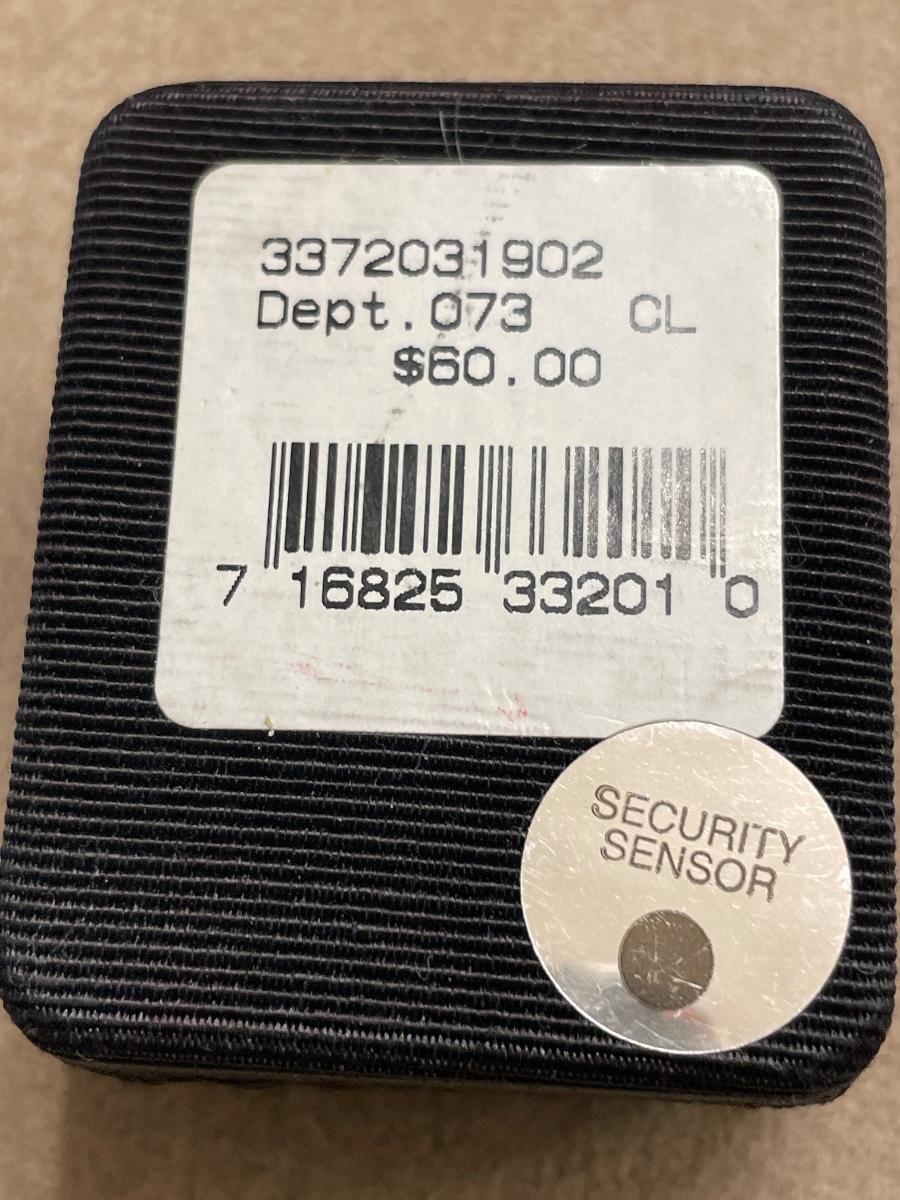 3372031902
Dept.073 CL
$60.00
7 16825 33201 0
SECURITY
SENSOR